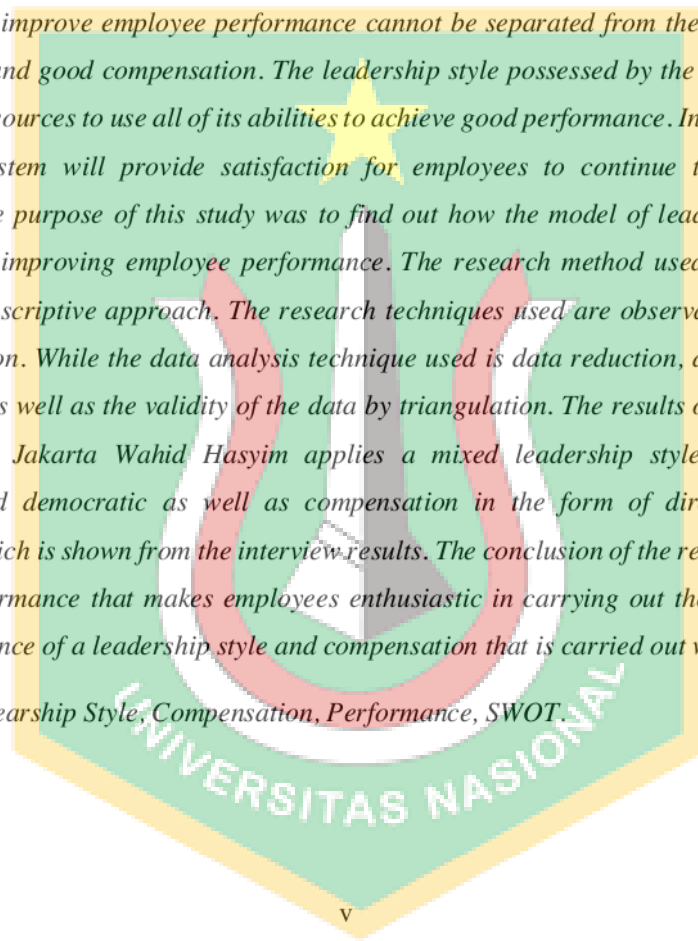 improve employee performance cannot be separated from the
nd good compensation. The leadership style possessed by the
ources to use all of its abilities to achieve good performance. In
stem will provide satisfaction for employees to continue t
e purpose of this study was to find out how the model of lead
improving employee performance. The research method used
scriptive approach. The research techniques used are observa
on. While the data analysis technique used is data reduction, d
s well as the validity of the data by triangulation. The results o
Jakarta Wahid Hasyim applies a mixed leadership style
d democratic as well as compensation in the form of dir
ich is shown from the interview results. The conclusion of the re
rmance that makes employees enthusiastic in carrying out the
nce of a leadership style and compensation that is carried out w
earship Style, Compensation, Performance, SWOT.
UNIVERSITAS NASIONAL
v